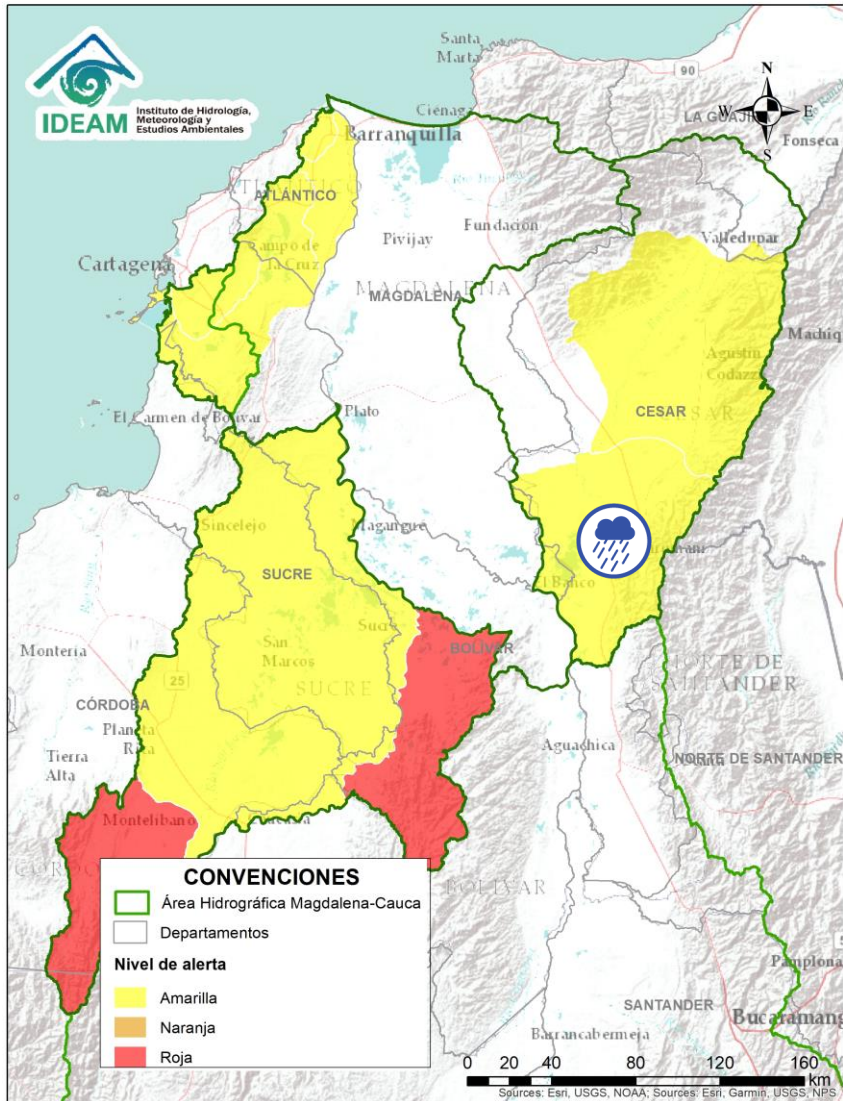 IDEAM
Instituto de Hidrología,
Meteorología y
Estudios Ambientales
Santa
Marta
90
N
W
E
S
LA GUAJIRA
Fonseca
Ciénaga
Barranquilla
ATLÁNTICO
Fundación
Pivijay
Valledupar
Campo de
la Cruz
Cartagena
MAGDALENA
MAGDALENA
Machiq
Agustín
Codazzi
CESAR
El Carmen de Bolívar
Plato
Sincelejo
Magangue
SUCRE
El Banco
Sucre
BOLÍVAR
Montería
San
Marcos
25
SUCRE
NORTE DE
SANTANDER
CÓRDOBA
Planeta
Rica
Tierra
Alta
Aguachica
NORTE DE SANTANDER
Montelíbano
BOLÍVAR
CONVENCIONES
Área Hidrográfica Magdalena-Cauca
Departamentos
Nivel de alerta
Amarilla
Naranja
Roja
Pamplona
SANTANDER
Bucaramang
Barrancabermeja
0 20 40 80 120 160
km
Sources: Esri, USGS, NOAA; Sources: Esri, Garmin, USGS, NPS